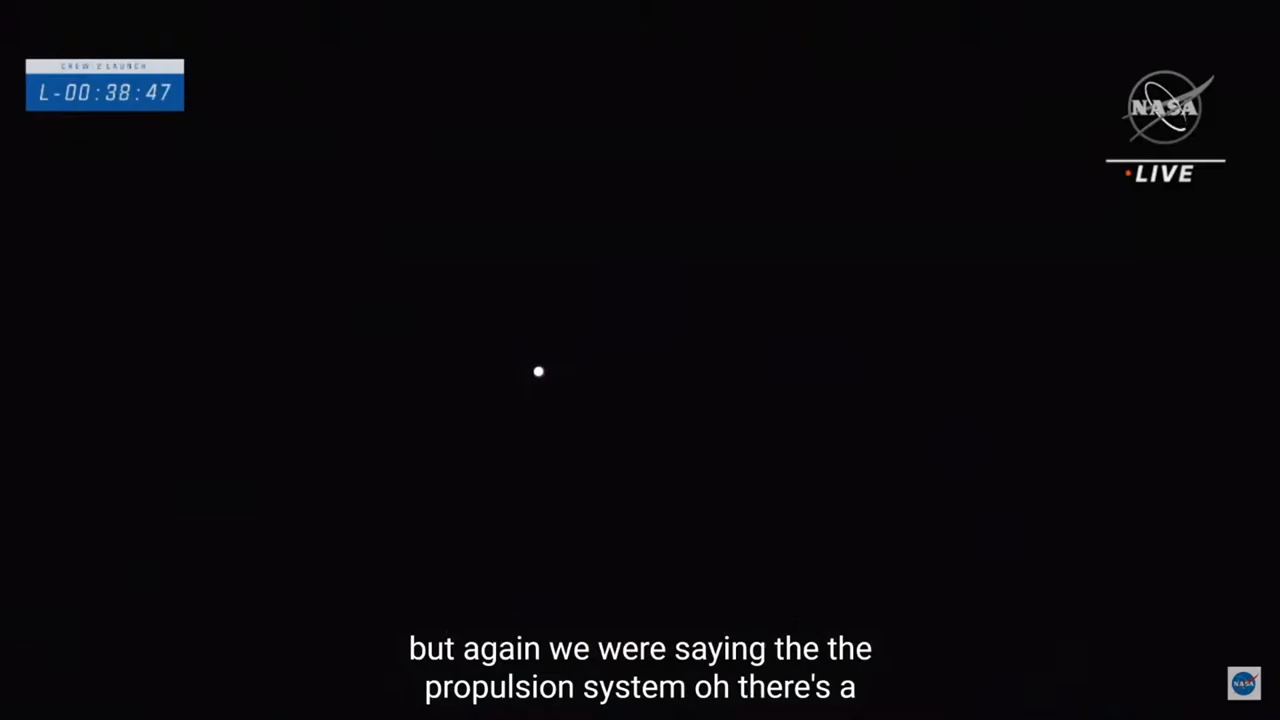 CREW-2 LAUNCH
L-00:38:47
NASA
LIVE
but again we were saying the the
propulsion system oh there's a
NASA